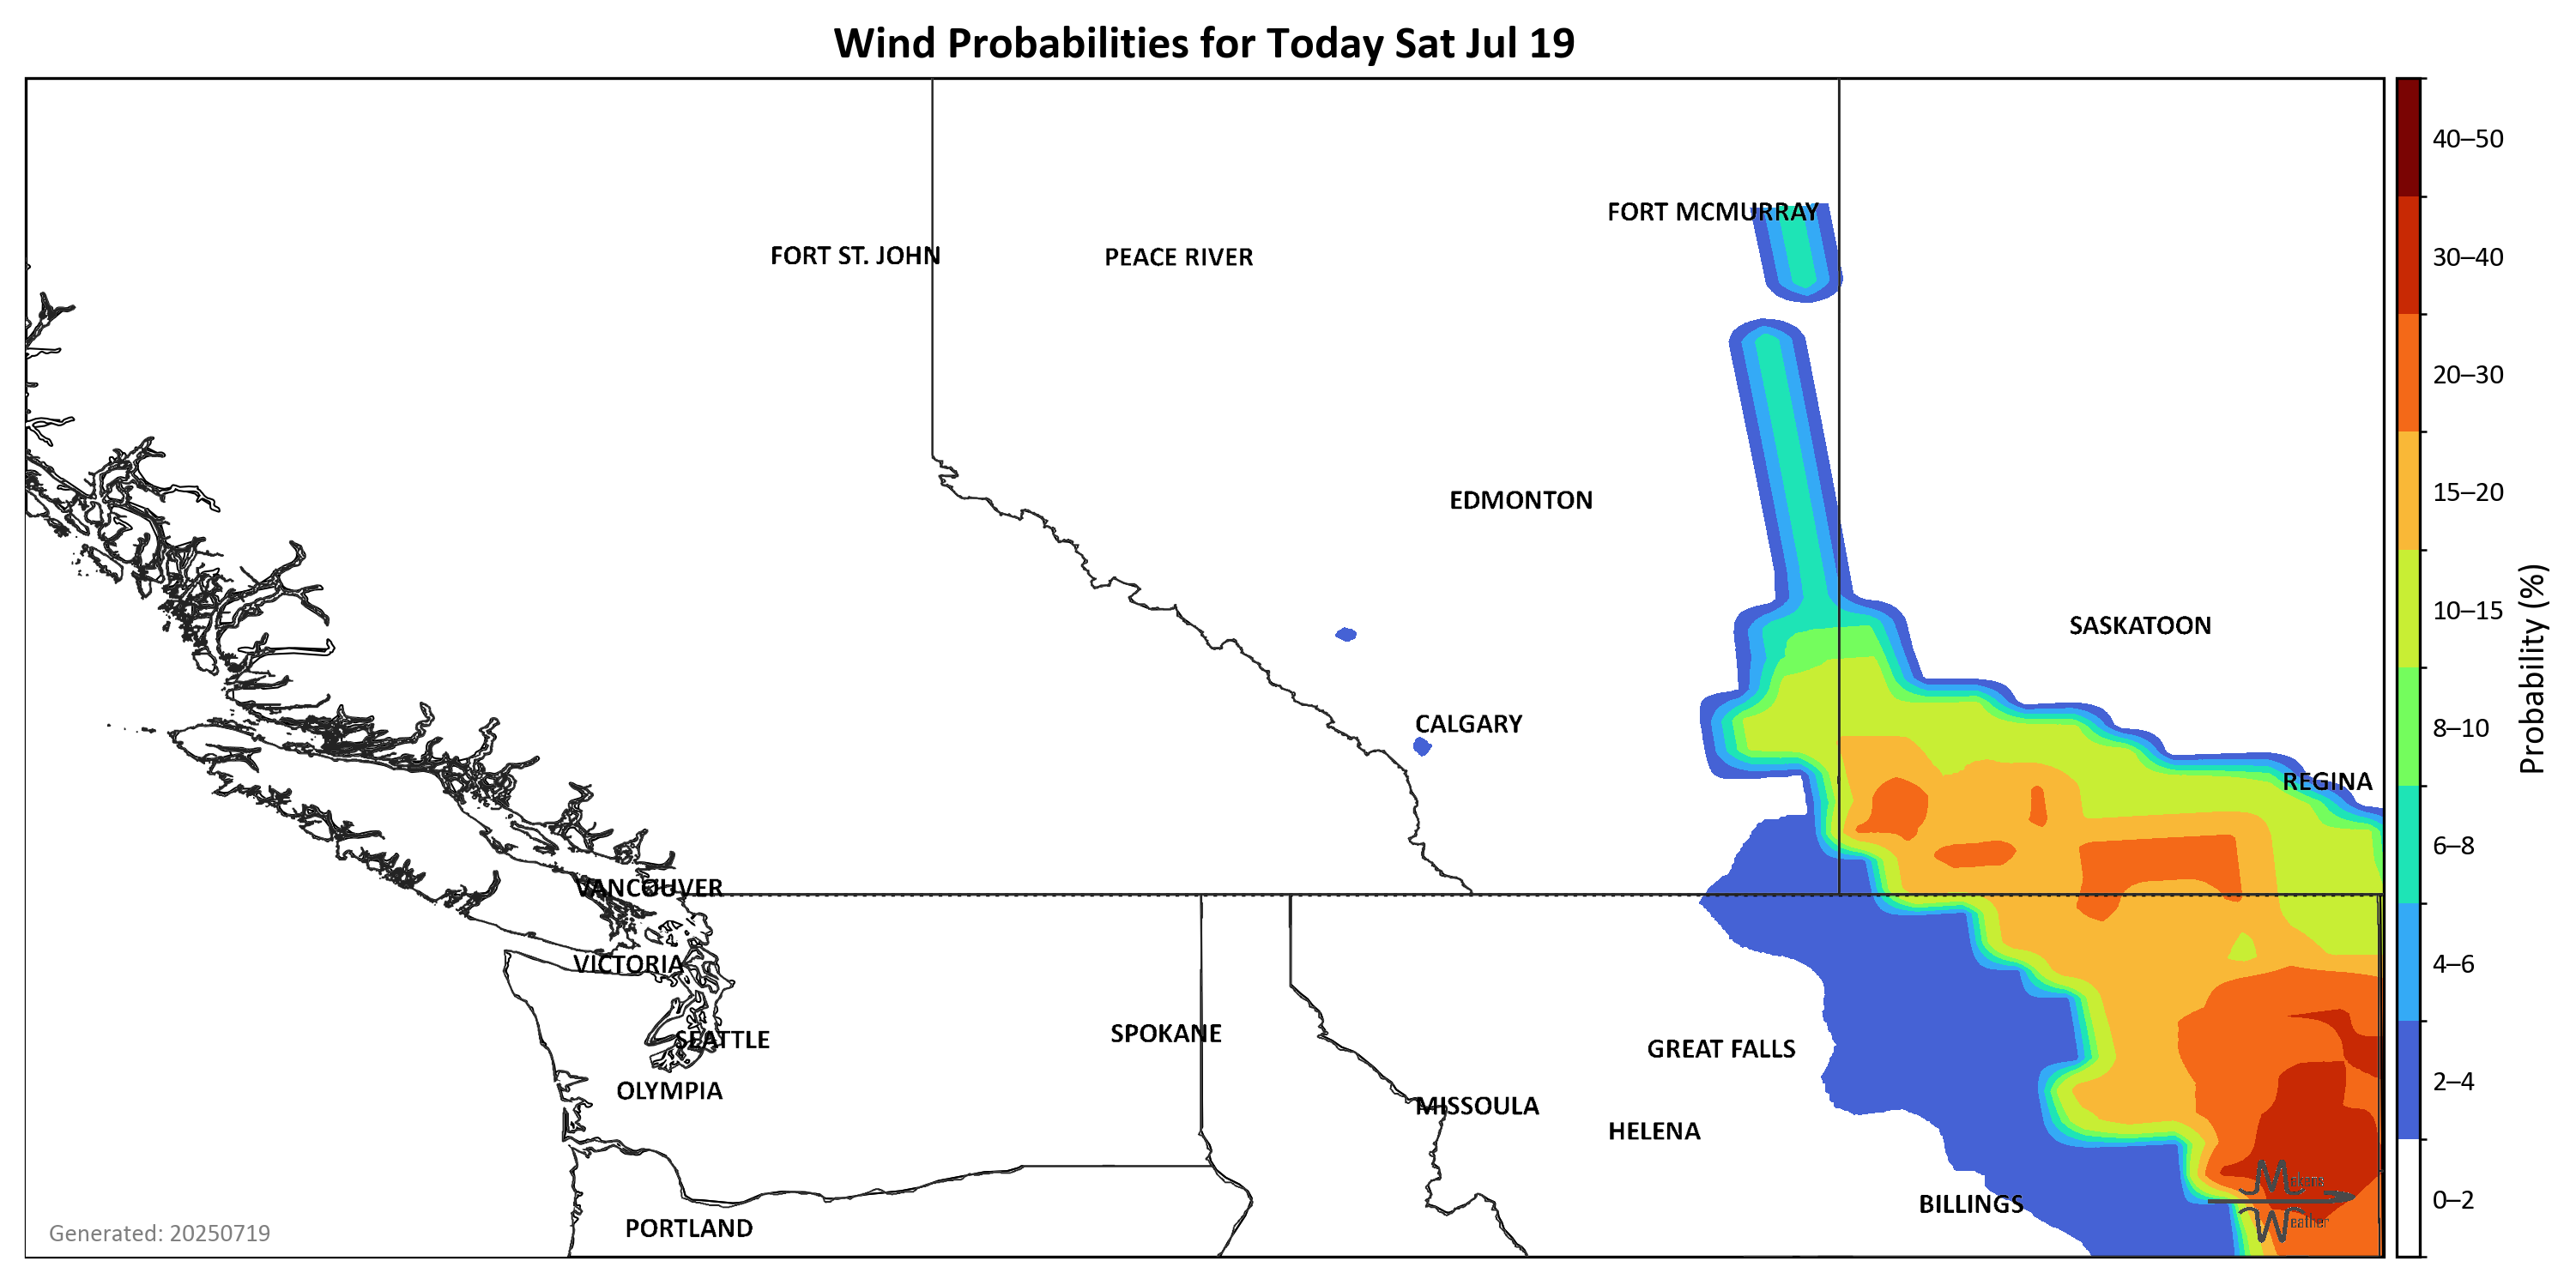 Wind Probabilities for Today Sat Jul 19
40–50
FORT MCMURRAY
FORT ST. JOHN
PEACE RIVER
30–40
20–30
EDMONTON
15–20
SASKATOON
10–15
Probability (%)
CALGARY
8–10
REGINA
6–8
VANCOUVER
VICTORIA
4–6
SEATTLE
SPOKANE
GREAT FALLS
OLYMPIA
MISSOULA
HELENA
2–4
BILLINGS
0–2
PORTLAND
Weather
Generated: 20250719